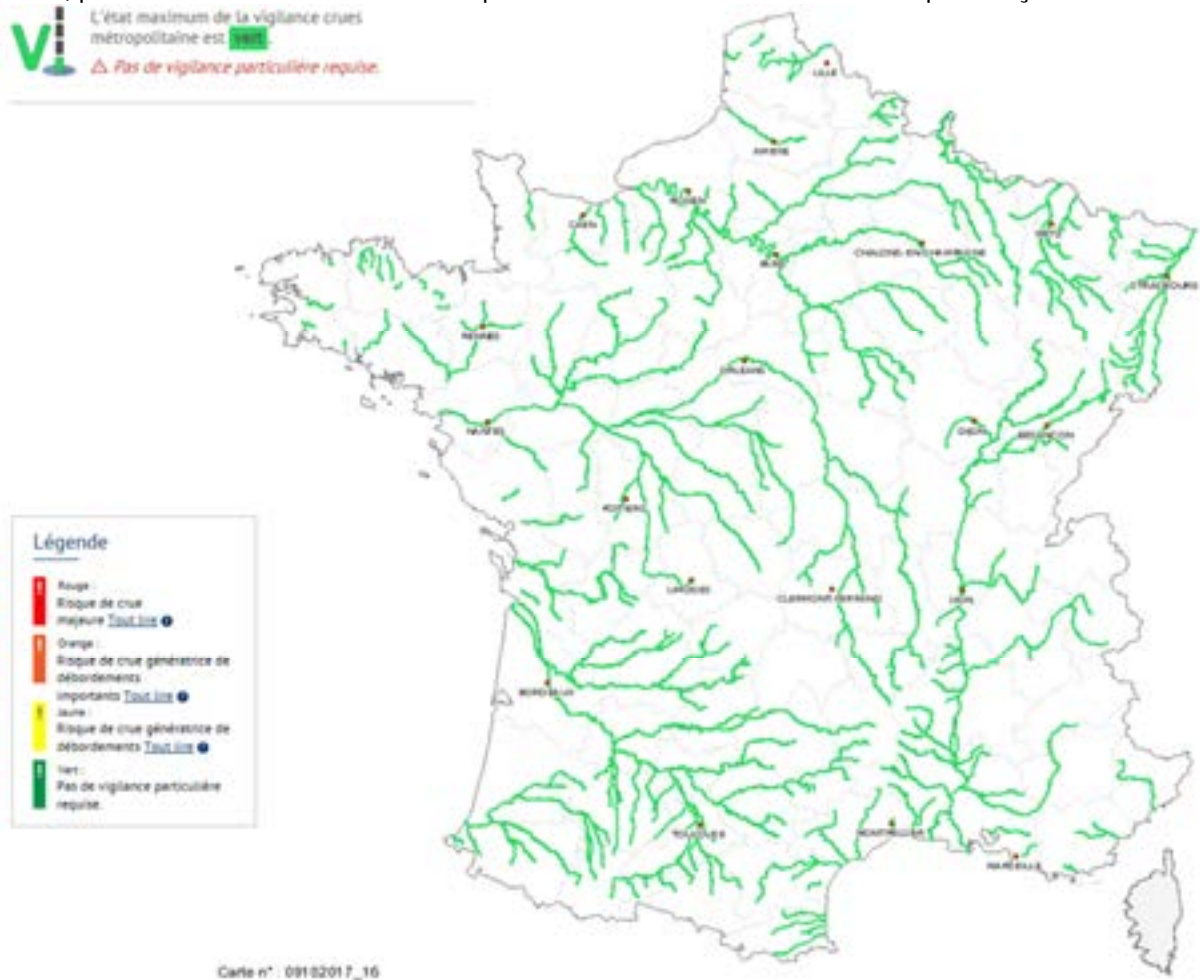 L'état maximum de la vigilance crues
métropolitaine est vert.
⚠ Pas de vigilance particulière requise.
LILLE
AMIENS
ROUEN
CAEN
METZ
CHALONS-EN-CHAMPAGNE
STRASBOURG
RENNES
ORLEANS
NANTES
DIJON
BESANCON
POITIERS
Légende
Rouge :
Risque de crue
majeure Tout lire
LIMOGES
CLERMONT-FERRAND
LYON
Orange :
Risque de crue génératrice de
débordements
importants Tout lire
BORDEAUX
Jaune :
Risque de crue génératrice de
débordements Tout lire
Vert :
Pas de vigilance particulière
requise.
TOULOUSE
MONTPELLIER
MARSEILLE
Carte n° : 09102017_16